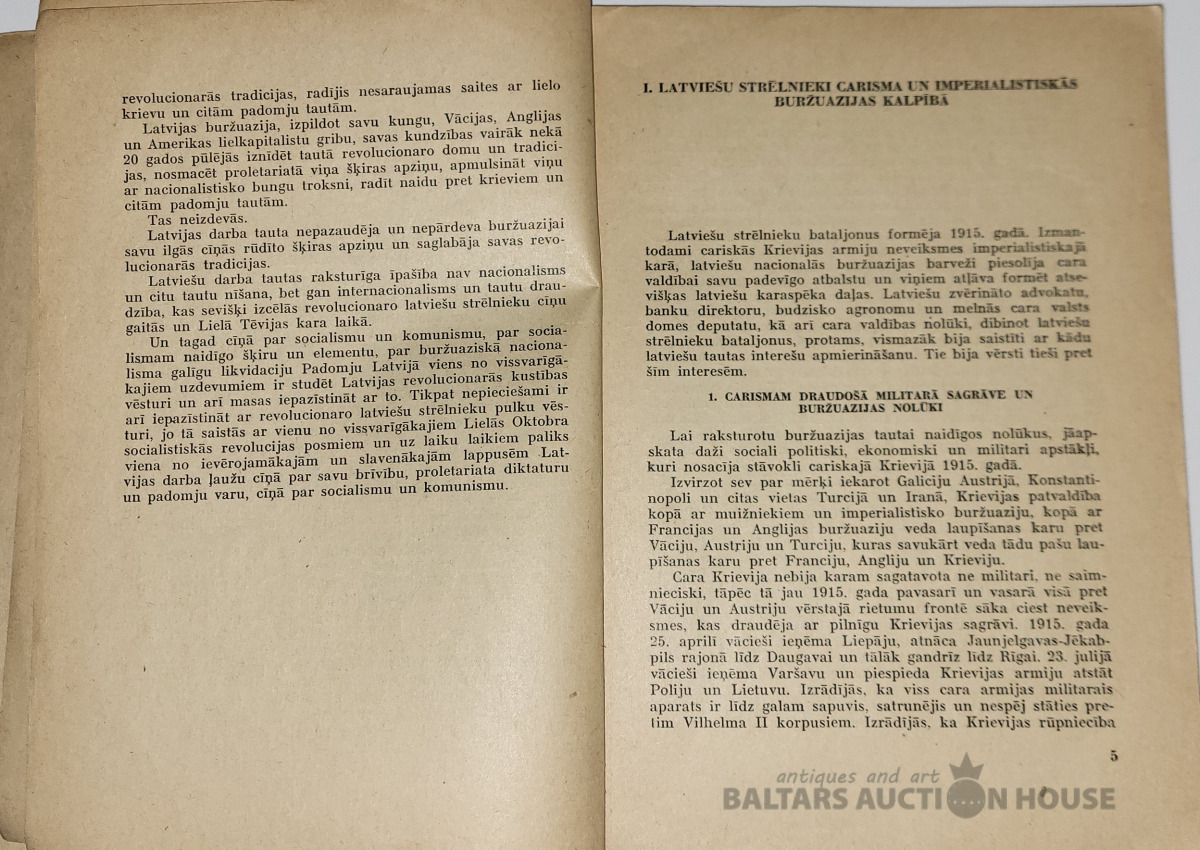 revolucionarās tradicijas, radījis nesaraujamas saites ar lielo
krievu un citām padomju tautām.
Latvijas buržuazija, izpildot savu kungu, Vācijas, Anglijas
un Amerikas lielkapitalistu gribu, savas kundzības vairāk nekā
20 gados pūlējās iznīdēt tautā revolucionaro domu un tradici-
jas, nosmacēt proletariatā viņa šķiras apziņu, apmulsināt viņu
ar nacionalistisko bungu troksni, radīt naidu pret krieviem un
citām padomju tautām.
Tas neizdevās.
Latvijas darba tauta nepazaudēja un nepārdeva buržuazijai
savu ilgās cīņās rūdīto šķiras apziņu un saglabāja savas revo-
lucionarās tradicijas.
Latviešu darba tautas raksturīga īpašība nav nacionalisms
un citu tautu nīšana, bet gan internacionalisms un tautu drau-
dzība, kas sevišķi izcēlās revolucionaro latviešu strēlnieku cīņu
gaitās un Lielā Tēvijas kara laikā.
Un tagad cīņā par socialismu un komunismu, par socia-
lismam naidīgo šķiru un elementu, par buržuaziskā naciona-
lisma galīgu likvidaciju Padomju Latvijā viens no vissvarīgā-
kajiem uzdevumiem ir studēt Latvijas revolucionarās kustības
vēsturi un arī masas iepazīstināt ar to. Tikpat nepieciešami ir
arī iepazīstināt ar revolucionaro latviešu strēlnieku pulku vēs-
turi, jo tā saistās ar vienu no vissvarīgākajiem Lielās Oktobra
socialistiskās revolucijas posmiem un uz laiku laikiem paliks
viena no ievērojamākajām un slavenākajām lappusēm Lat-
vijas darba ļaužu cīņā par savu brīvību, proletariata diktaturu
un padomju varu, cīņā par socialismu un komunismu.
I. LATVIEŠU STRĒLNIEKI CARISMA UN IMPERIALISTISKĀS
BURŽUAZIJAS KALPĪBĀ
Latviešu strēlnieku bataljonus formēja 1915. gadā. Izman-
todami cariskās Krievijas armiju neveiksmes imperialistiskajā
karā, latviešu nacionalās buržuazijas barveži piesolīja cara
valdībai savu padevīgo atbalstu un viņiem atļāva formēt atse-
višķas latviešu karaspēka daļas. Latviešu zvērināto advokatu,
banku direktoru, budzisko agronomu un melnās cara valsts
domes deputatu, kā arī cara valdības nolūki, dibinot latviešu
strēlnieku bataljonus, protams, vismazāk bija saistīti ar kādu
latviešu tautas interešu apmierināšanu. Tie bija vērsti tieši pret
šīm interesēm.
1. CARISMAM DRAUDOŠĀ MILITARĀ SAGRĀVE UN
BURŽUAZIJAS NOLŪKI
Lai raksturotu buržuazijas tautai naidīgos nolūkus, jāap-
skata daži sociali politiski, ekonomiski un militari apstākļi,
kuri nosacīja stāvokli cariskajā Krievijā 1915. gadā.
Izvirzot sev par mērķi iekarot Galiciju Austrijā, Konstanti-
nopoli un citas vietas Turcijā un Iranā, Krievijas patvaldība
kopā ar muižniekiem un imperialistisko buržuaziju, kopā ar
Francijas un Anglijas buržuaziju veda laupīšanas karu pret
Vāciju, Austriju un Turciju, kuras savukārt veda tādu pašu lau-
pīšanas karu pret Franciju, Angliju un Krieviju.
Cara Krievija nebija karam sagatavota ne militari, ne saim-
nieciski, tāpēc tā jau 1915. gada pavasarī un vasarā visā pret
Vāciju un Austriju vērstajā rietumu frontē sāka ciest neveik-
smes, kas draudēja ar pilnīgu Krievijas sagrāvi. 1915. gada
25. aprilī vācieši ieņēma Liepāju, atnāca Jaunjelgavas-Jēkab-
pils rajonā līdz Daugavai un tālāk gandrīz līdz Rīgai. 23. julijā
vācieši ieņēma Varšavu un piespieda Krievijas armiju atstāt
Poliju un Lietuvu. Izrādījās, ka viss cara armijas militarais
aparats ir līdz galam sapuvis, satrunējis un nespēj stāties pre-
tim Vilhelma II korpusiem. Izrādījās, ka Krievijas rūpniecība
5
antiques and art
BALTARS AUCTION HOUSE